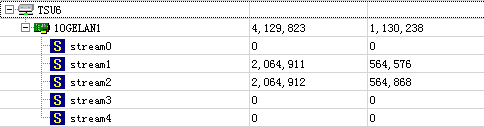 TSU6
10GELAN1 4,129,823 1,130,238
S stream0 0 0
S stream1 2,064,911 564,576
S stream2 2,064,912 564,868
S stream3 0 0
S stream4 0 0